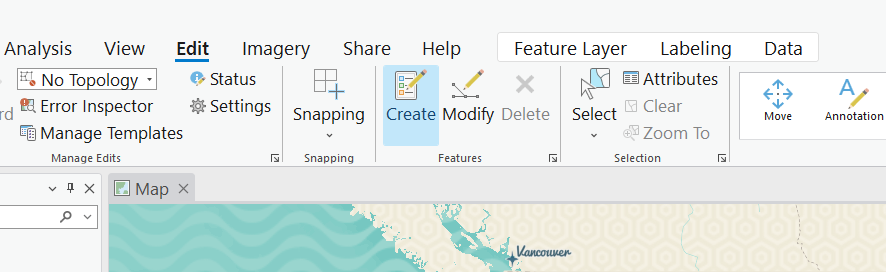 Analysis View Edit Imagery Share Help Feature Layer Labeling Data
No Topology Status
Error Inspector Settings
Manage Templates
Manage Edits
Snapping
Snapping
Create Modify Delete
Features
Select Attributes
Clear
Zoom To
Selection
Move Annotation
Map
Vancouver